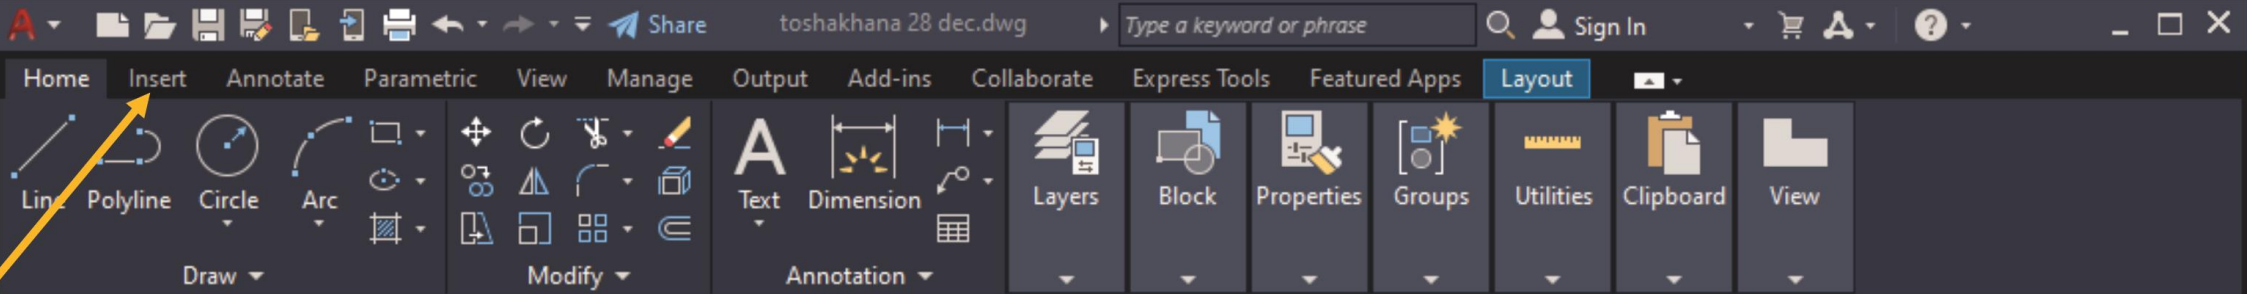 Share toshakhana 28 dec.dwg Type a keyword or phrase Sign In
Home Insert Annotate Parametric View Manage Output Add-ins Collaborate Express Tools Featured Apps Layout
Line Polyline Circle Arc Text Dimension Layers Block Properties Groups Utilities Clipboard View
Draw Modify Annotation